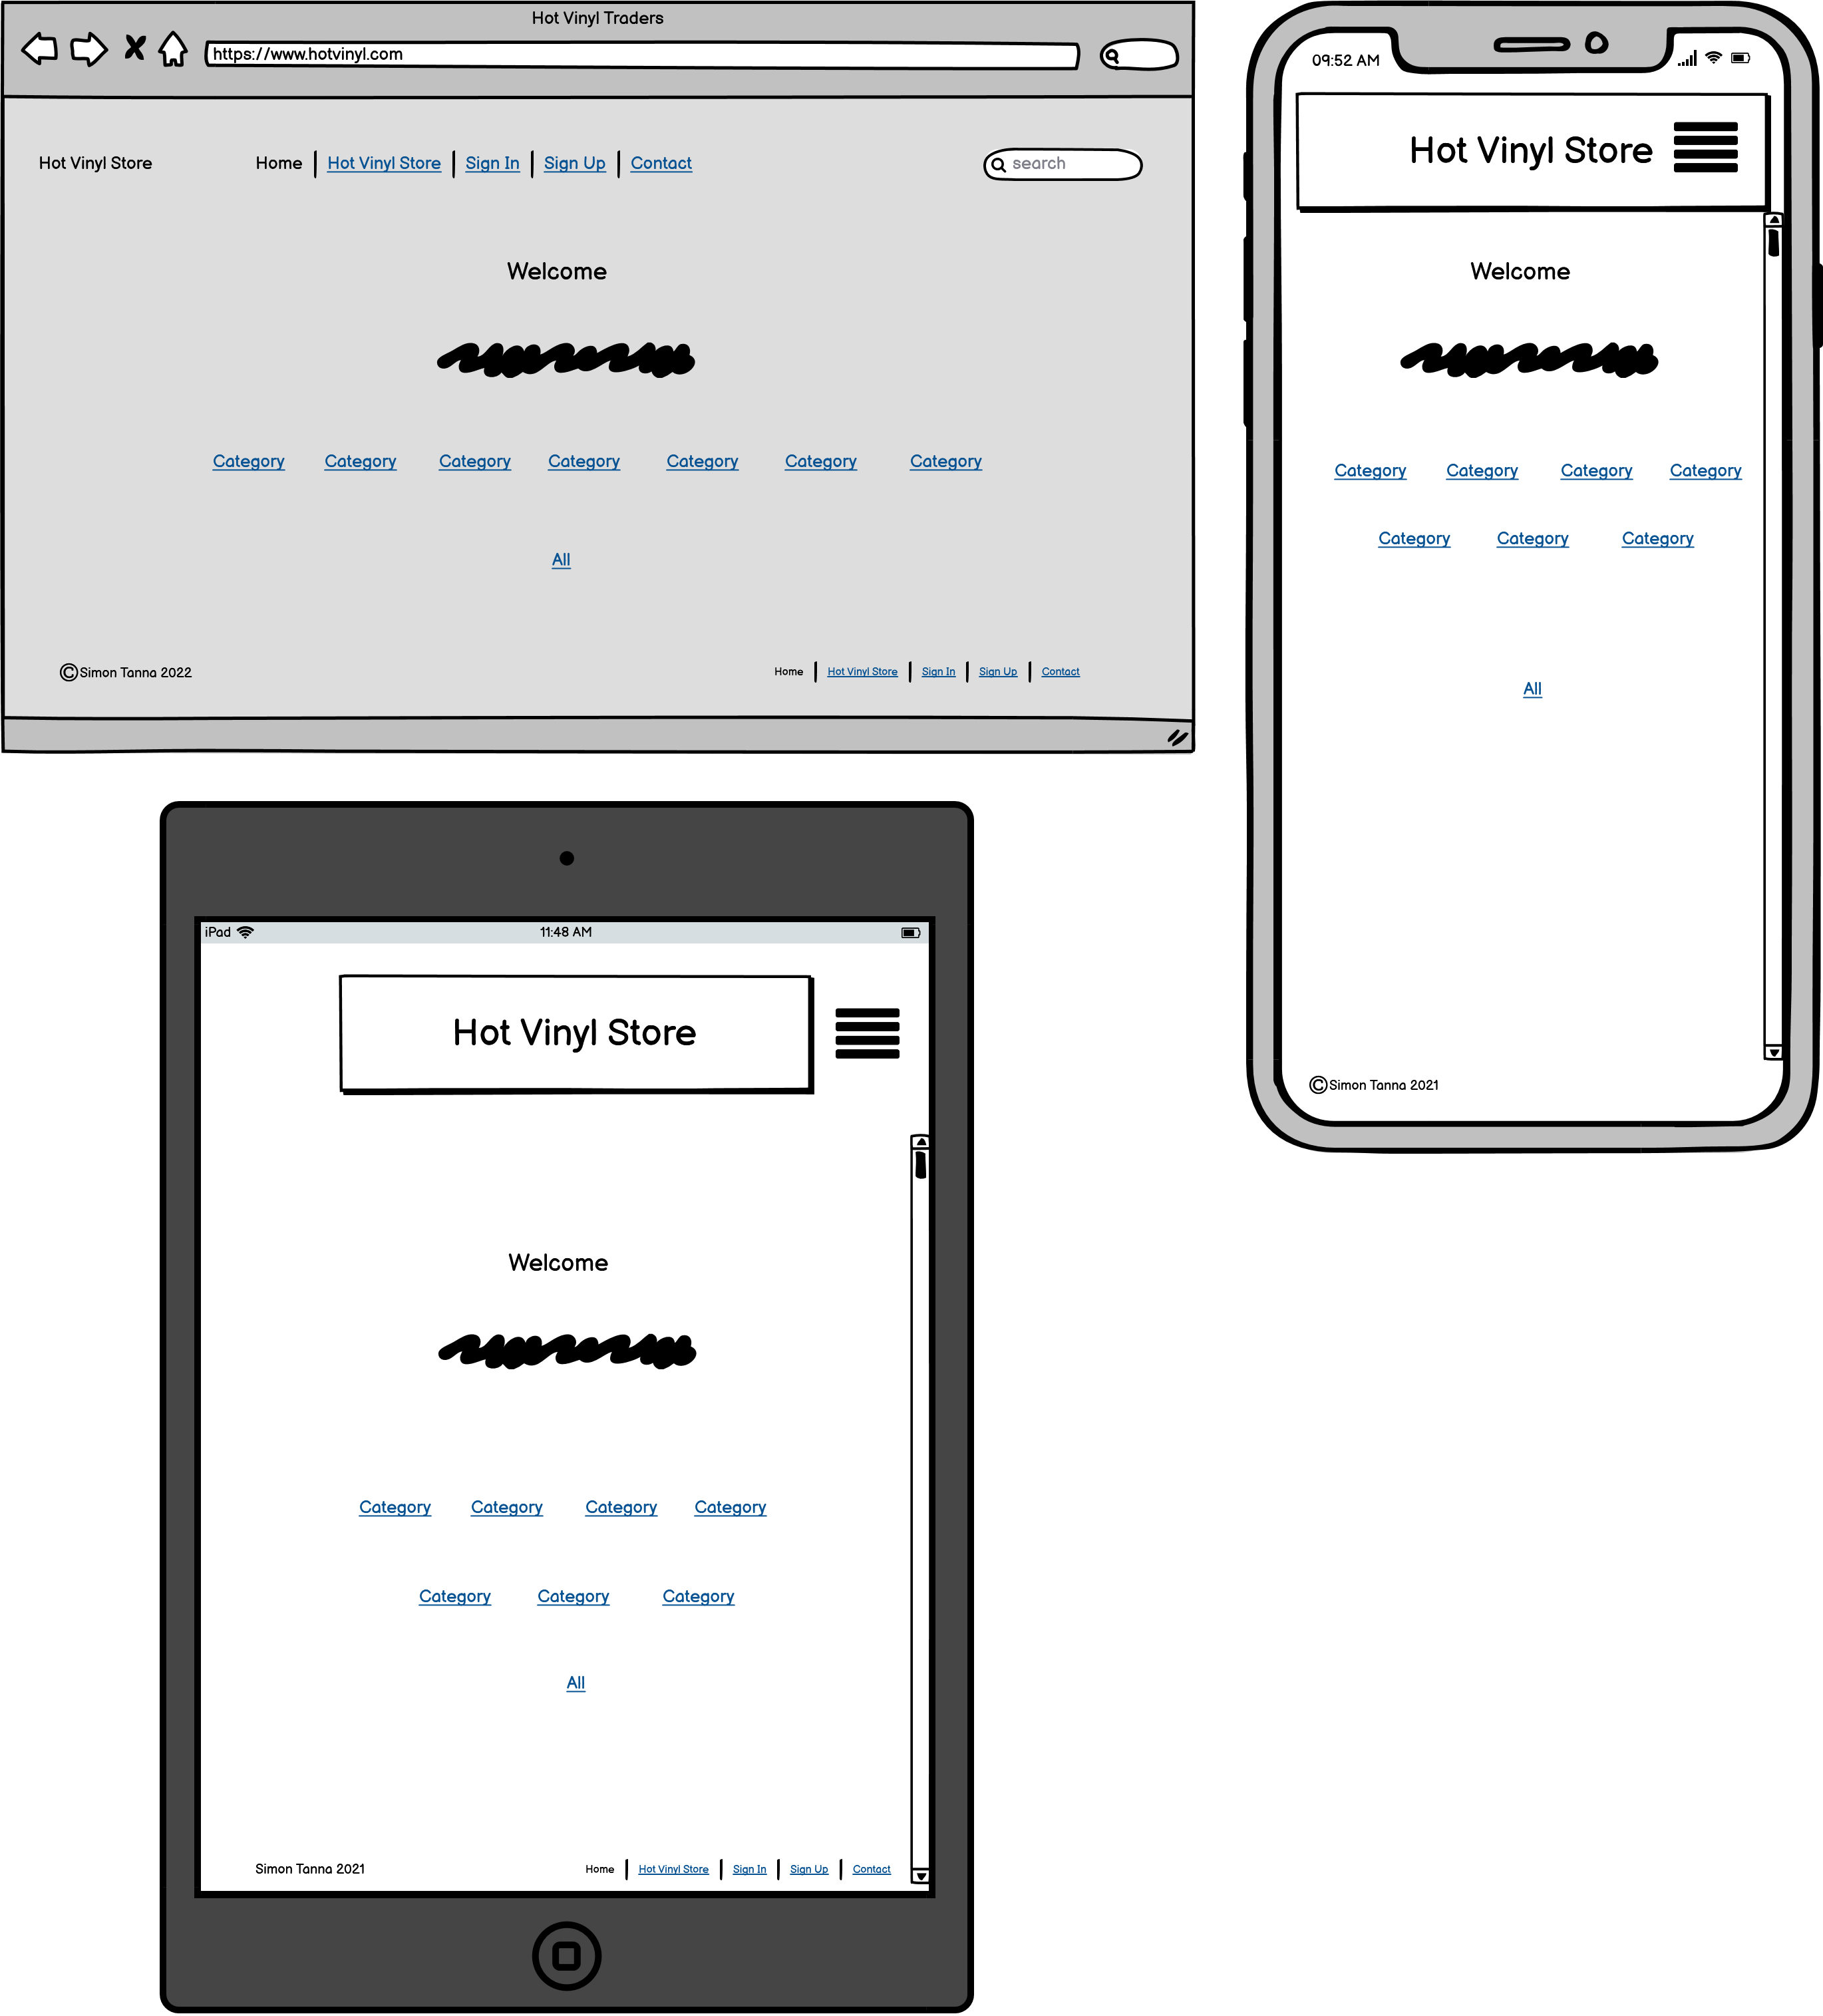 Hot Vinyl Traders
https://www.hotvinyl.com
Hot Vinyl Store Home Hot Vinyl Store Sign In Sign Up Contact search
Welcome
Category Category Category Category Category Category Category
All
©Simon Tanna 2022 Home Hot Vinyl Store Sign In Sign Up Contact
09:52 AM
Hot Vinyl Store
Welcome
Category Category Category Category
Category Category Category
All
©Simon Tanna 2021
iPad 11:48 AM
Hot Vinyl Store
Welcome
Category Category Category Category
Category Category Category
All
Simon Tanna 2021 Home Hot Vinyl Store Sign In Sign Up Contact